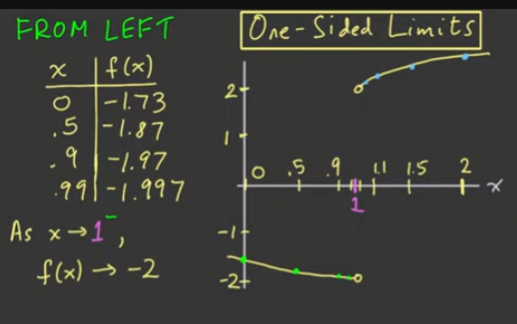 FROM LEFT
One-Sided Limits
x f(x)
0 -1.73
.5 -1.87
.9 -1.97
.99 -1.997
As x → 1⁻,
f(x) → -2
2
1
0 .5 .9 1.1 1.5 2 x
1
-1
-2